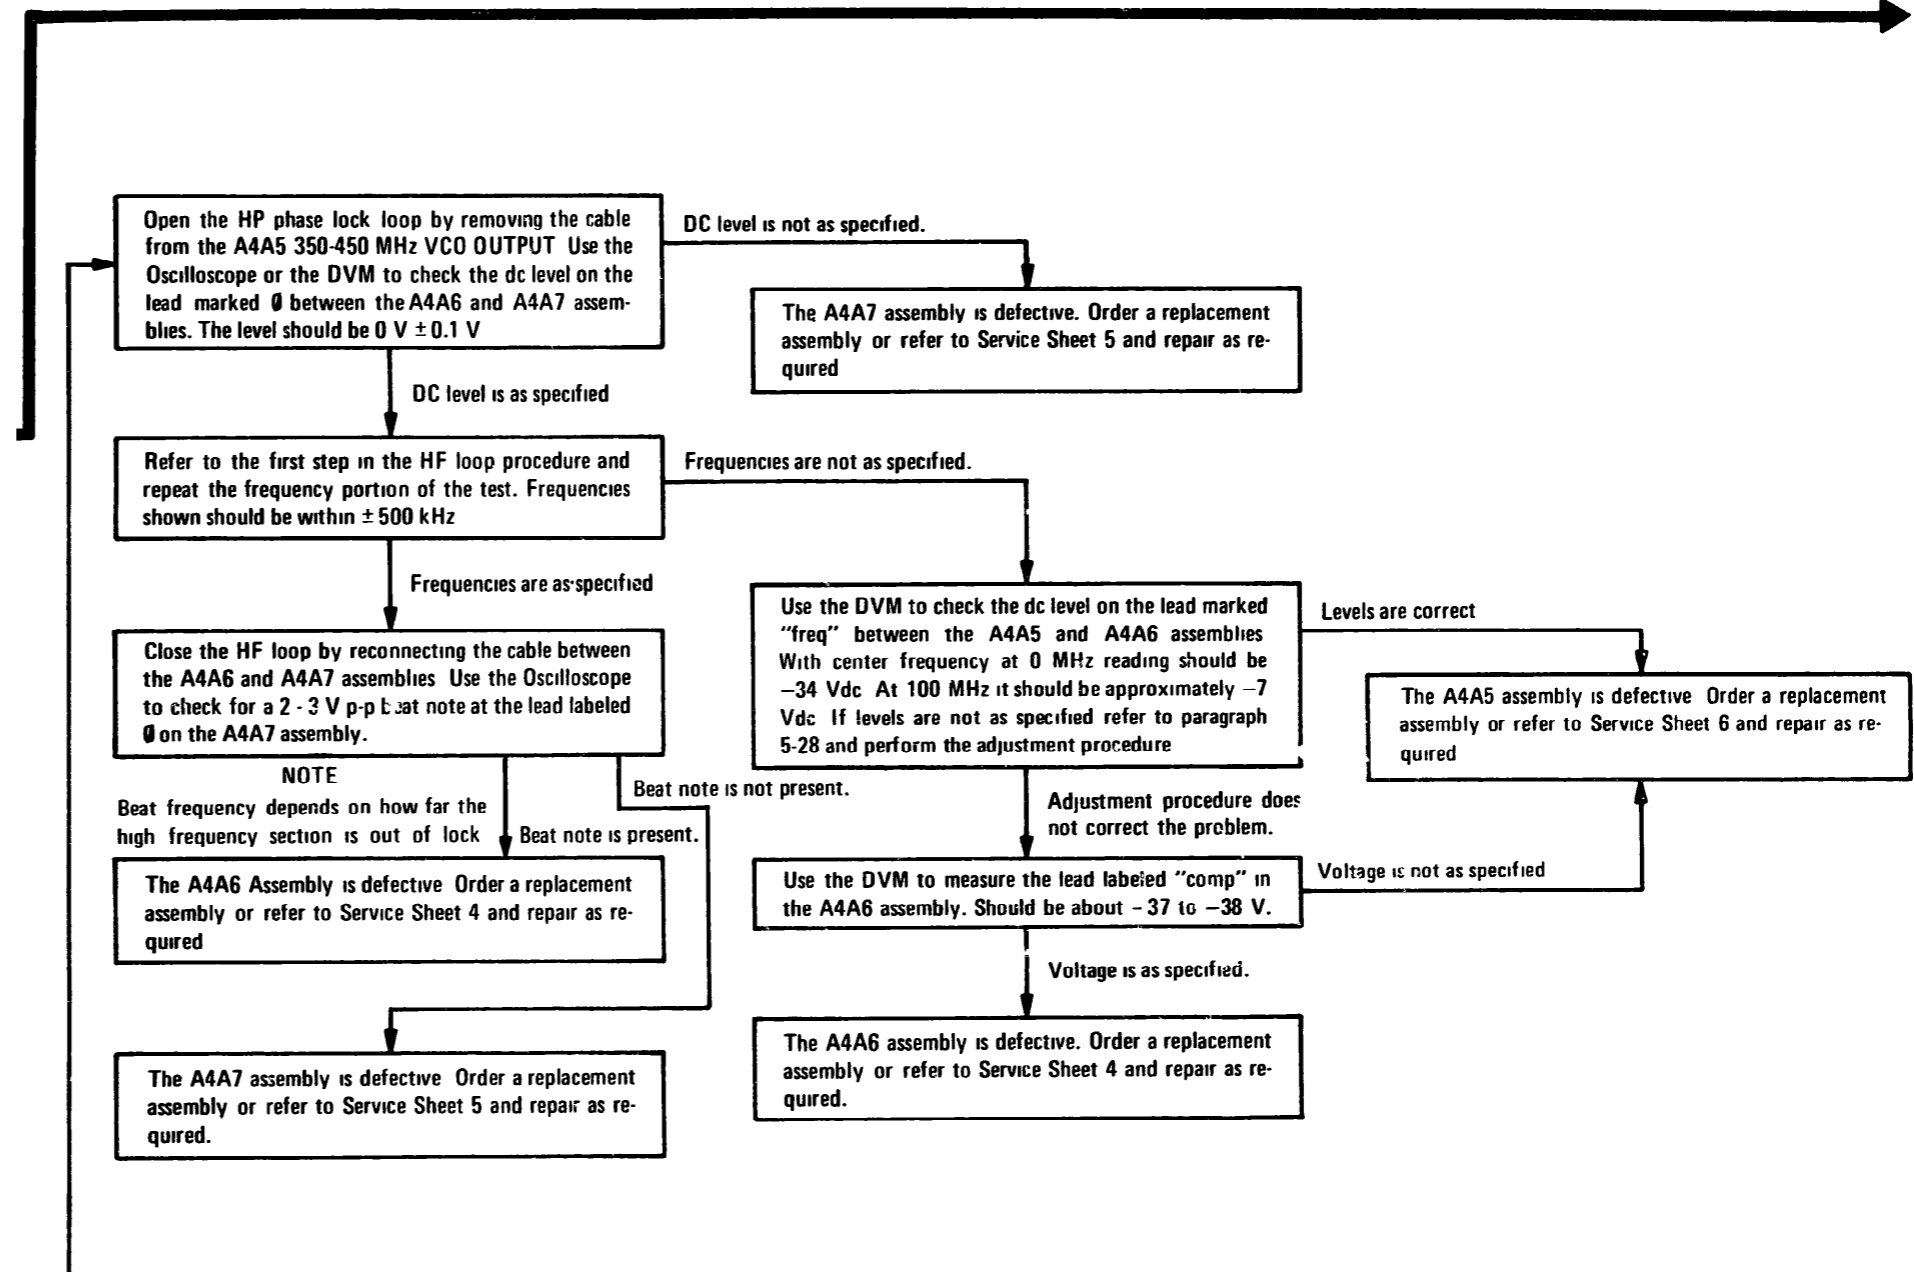 Open the HP phase lock loop by removing the cable
from the A4A5 350-450 MHz VCO OUTPUT Use the
Oscilloscope or the DVM to check the dc level on the
lead marked Ø between the A4A6 and A4A7 assem-
blies. The level should be 0 V ± 0.1 V
DC level is not as specified.
The A4A7 assembly is defective. Order a replacement
assembly or refer to Service Sheet 5 and repair as re-
quired
DC level is as specified
Refer to the first step in the HF loop procedure and
repeat the frequency portion of the test. Frequencies
shown should be within ± 500 kHz
Frequencies are not as specified.
Frequencies are as specified
Close the HF loop by reconnecting the cable between
the A4A6 and A4A7 assemblies Use the Oscilloscope
to check for a 2 - 3 V p-p beat note at the lead labeled
Ø on the A4A7 assembly.
Use the DVM to check the dc level on the lead marked
"freq" between the A4A5 and A4A6 assemblies
With center frequency at 0 MHz reading should be
−34 Vdc At 100 MHz it should be approximately −7
Vdc If levels are not as specified refer to paragraph
5-28 and perform the adjustment procedure
Levels are correct
The A4A5 assembly is defective Order a replacement
assembly or refer to Service Sheet 6 and repair as re-
quired
NOTE
Beat frequency depends on how far the
high frequency section is out of lock
Beat note is not present.
Beat note is present.
The A4A6 Assembly is defective Order a replacement
assembly or refer to Service Sheet 4 and repair as re-
quired
Adjustment procedure does
not correct the problem.
Use the DVM to measure the lead labeled "comp" in
the A4A6 assembly. Should be about - 37 to −38 V.
Voltage is not as specified
Voltage is as specified.
The A4A6 assembly is defective. Order a replacement
assembly or refer to Service Sheet 4 and repair as re-
quired.
The A4A7 assembly is defective Order a replacement
assembly or refer to Service Sheet 5 and repair as re-
quired.